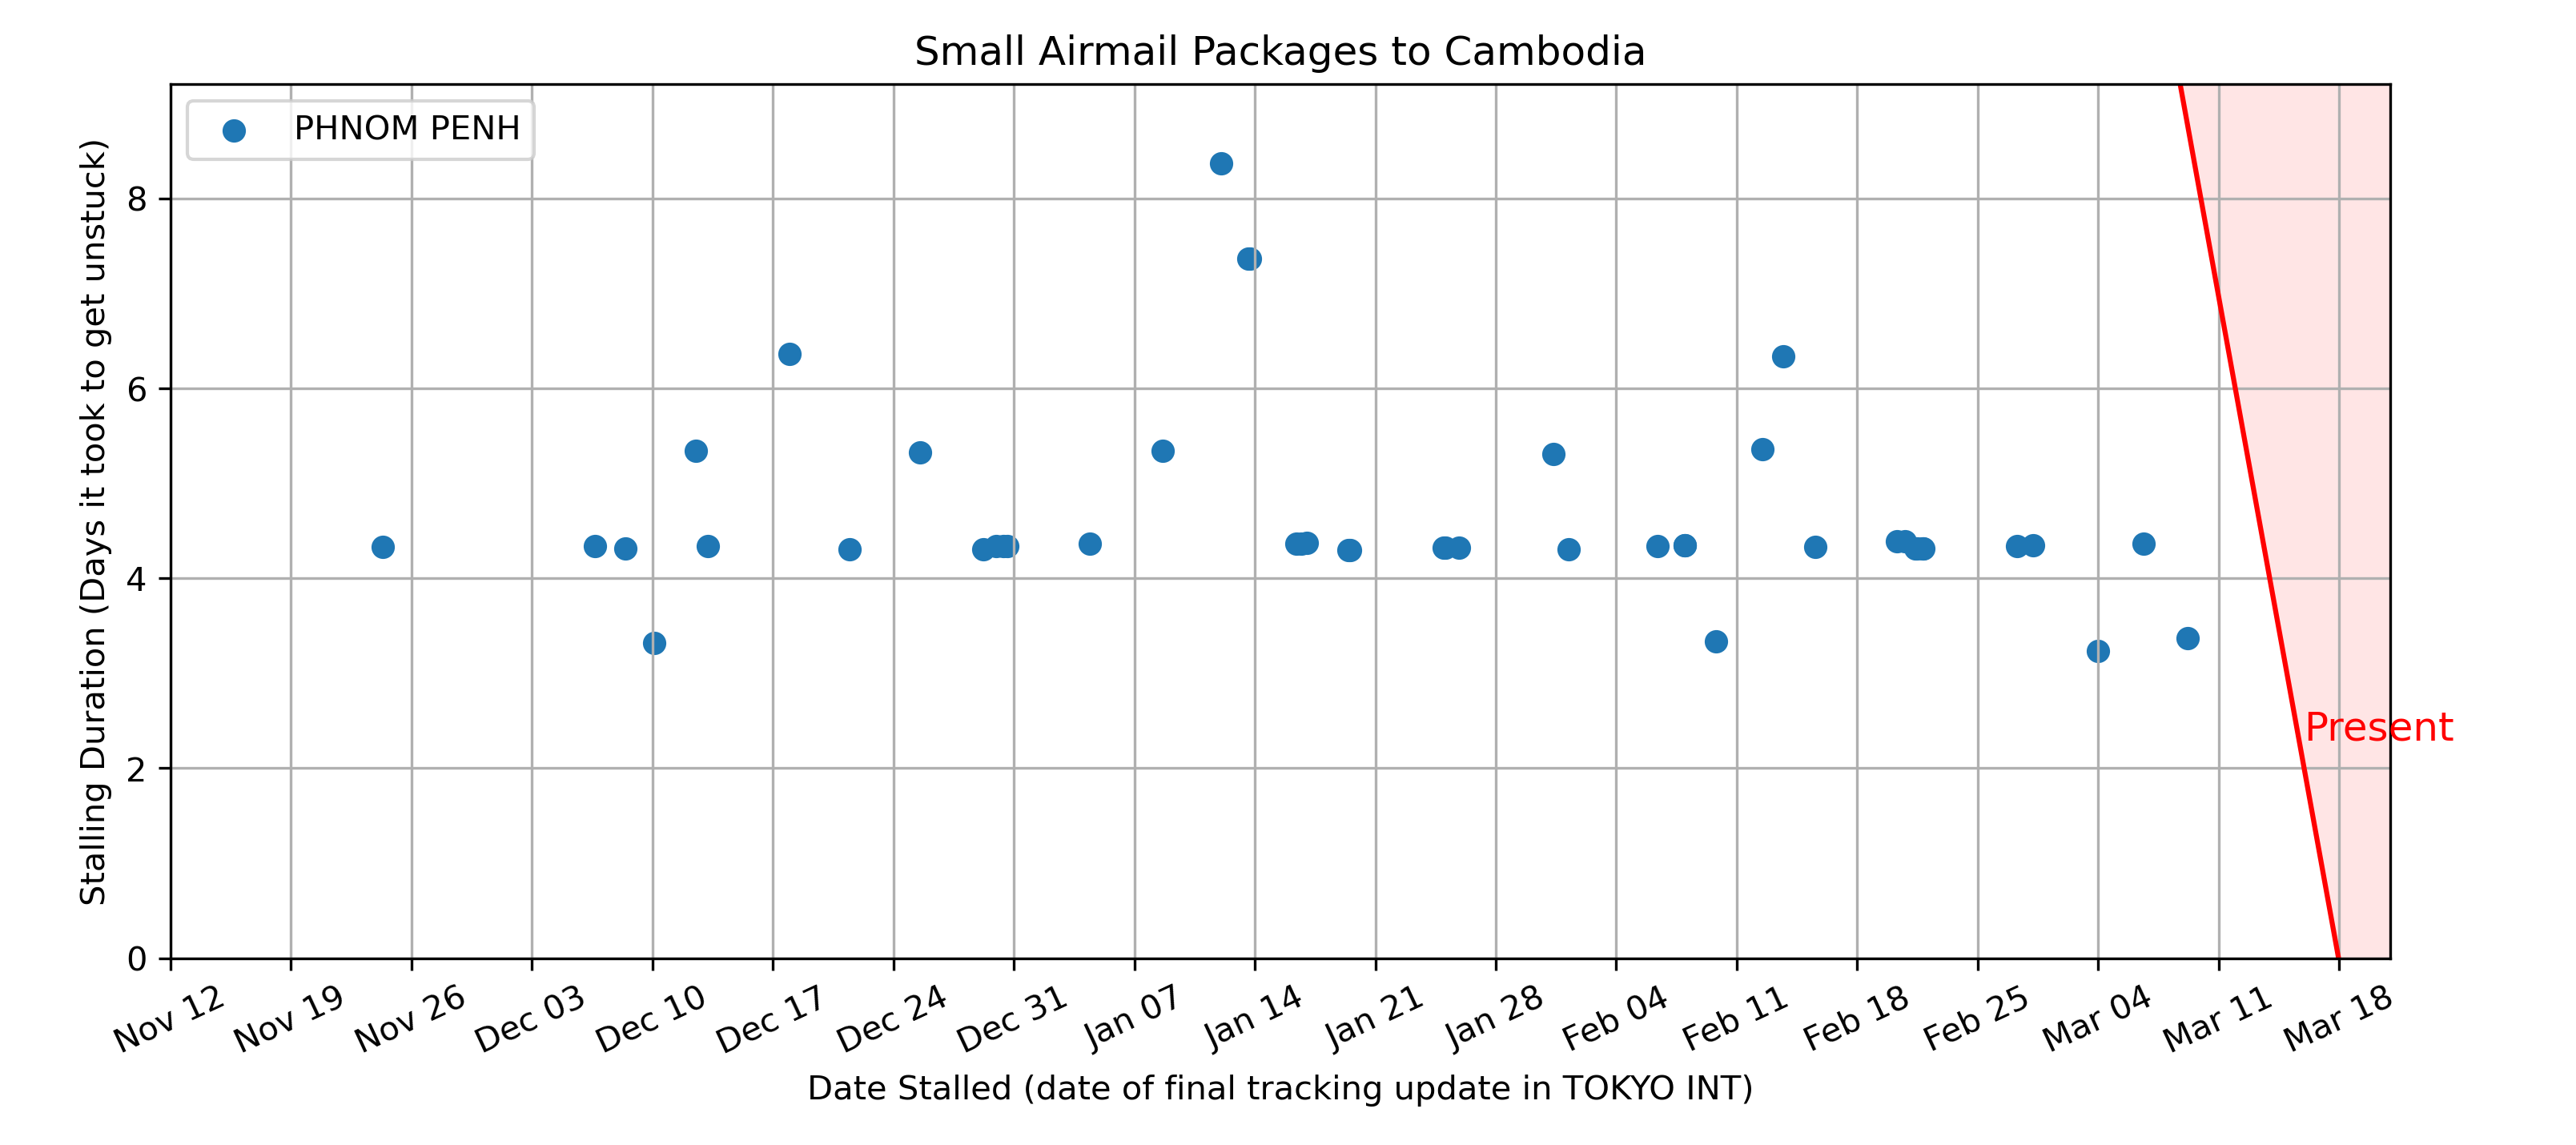 Small Airmail Packages to Cambodia
PHNOM PENH
Stalling Duration (Days it took to get unstuck)
8
6
4
2
0
Present
Nov 12
Nov 19
Nov 26
Dec 03
Dec 10
Dec 17
Dec 24
Dec 31
Jan 07
Jan 14
Jan 21
Jan 28
Feb 04
Feb 11
Feb 18
Feb 25
Mar 04
Mar 11
Mar 18
Date Stalled (date of final tracking update in TOKYO INT)